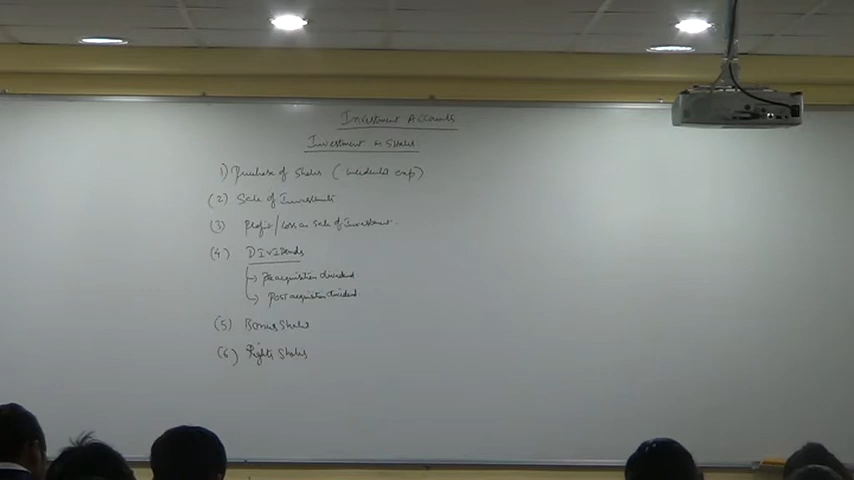 Investment Accounts
Investment in Shares
1) Purchase of Shares (incidental exp)
(2) Sale of Investments
(3) Profit/Loss on sale of Investment
(4) DIVIDends
Pre acquisition dividend
Post acquisition dividend
(5) Bonus Shares
(6) Rights Shares